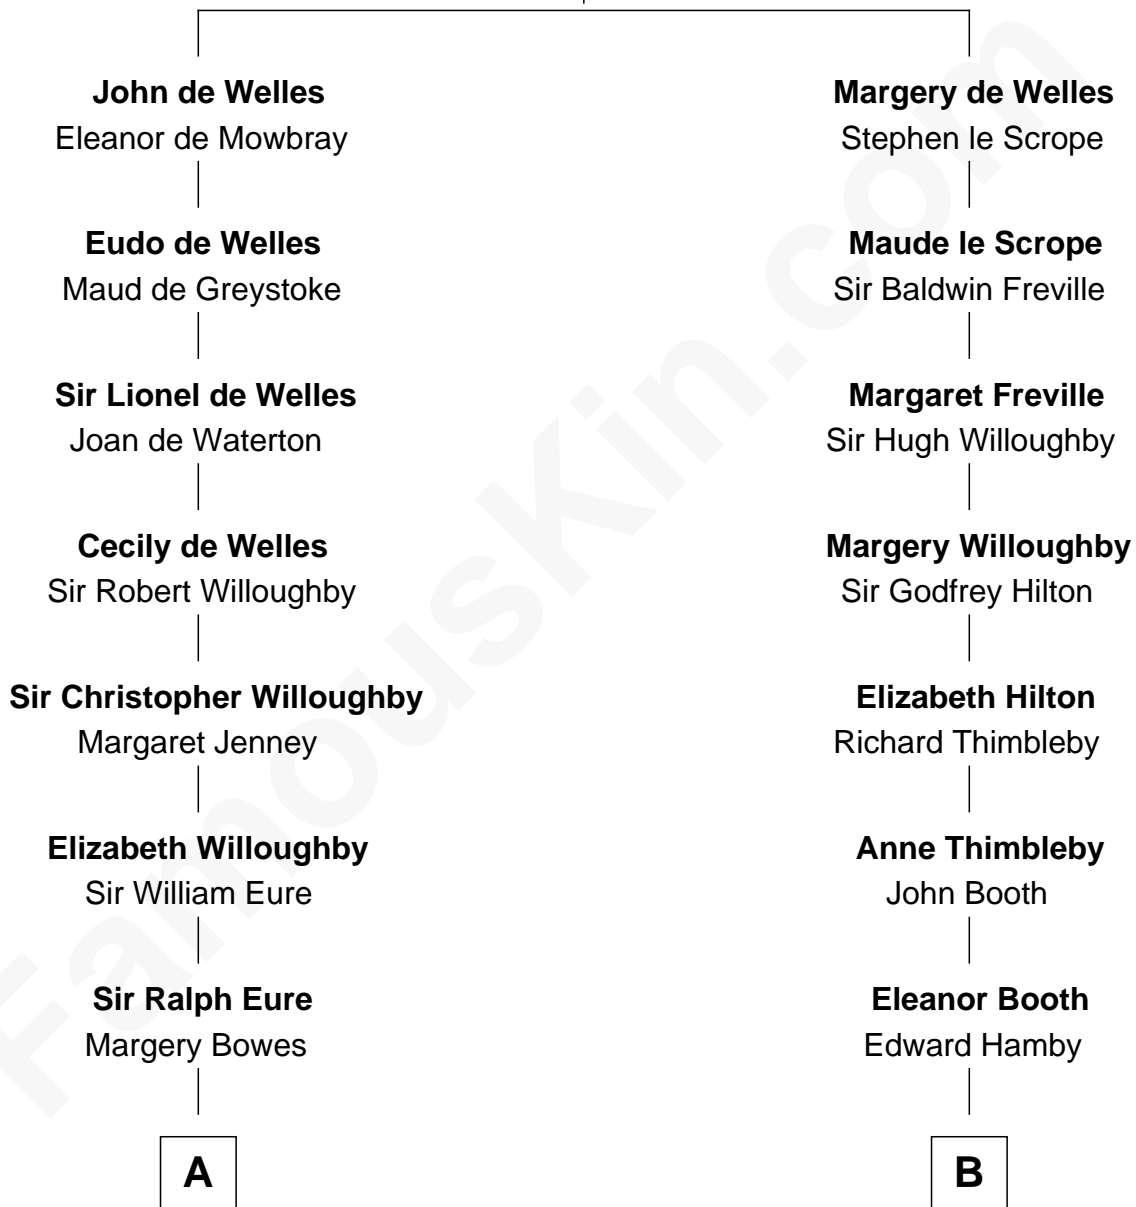 John de Welles
Eleanor de Mowbray
Eudo de Welles
Maud de Greystoke
Sir Lionel de Welles
Joan de Waterton
Cecily de Welles
Sir Robert Willoughby
Sir Christopher Willoughby
Margaret Jenney
Elizabeth Willoughby
Sir William Eure
Sir Ralph Eure
Margery Bowes
A
Margery de Welles
Stephen le Scrope
Maude le Scrope
Sir Baldwin Freville
Margaret Freville
Sir Hugh Willoughby
Margery Willoughby
Sir Godfrey Hilton
Elizabeth Hilton
Richard Thimbleby
Anne Thimbleby
John Booth
Eleanor Booth
Edward Hamby
B
FamousKin.com